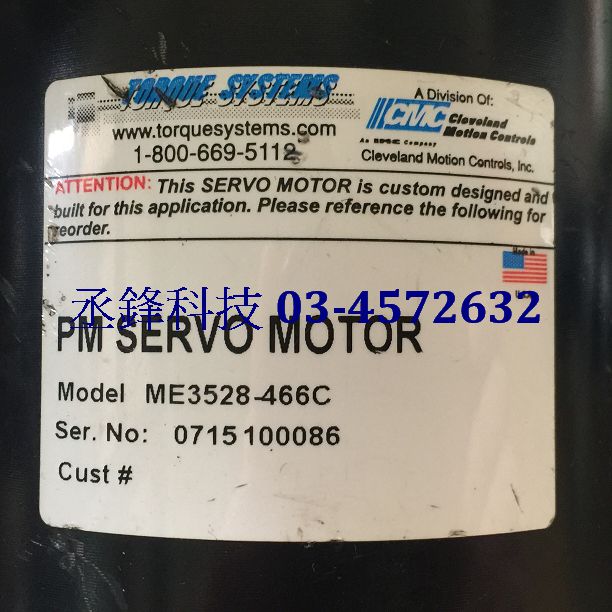 TORQUE SYSTEMS
www.torquesystems.com
1-800-669-5112
A Division Of:
CMC Cleveland Motion Controls
Cleveland Motion Controls, Inc.
ATTENTION: This SERVO MOTOR is custom designed and
built for this application. Please reference the following for
reorder.
Made in
丞鋒科技 03-4572632
PM SERVO MOTOR
Model ME3528-466C
Ser. No: 0715100086
Cust #